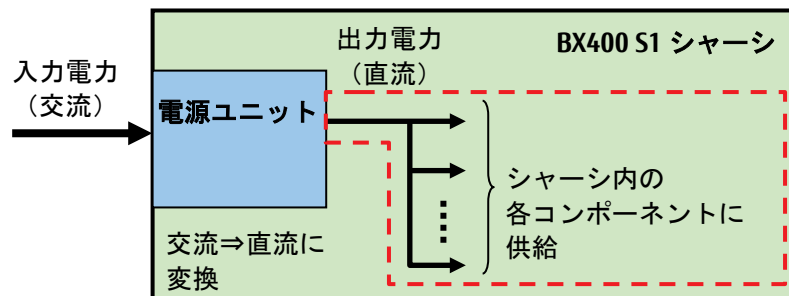 BX400 S1 シャーシ
出力電力
（直流）
入力電力
（交流）
電源ユニット
シャーシ内の
各コンポーネントに
供給
交流⇒直流に
変換